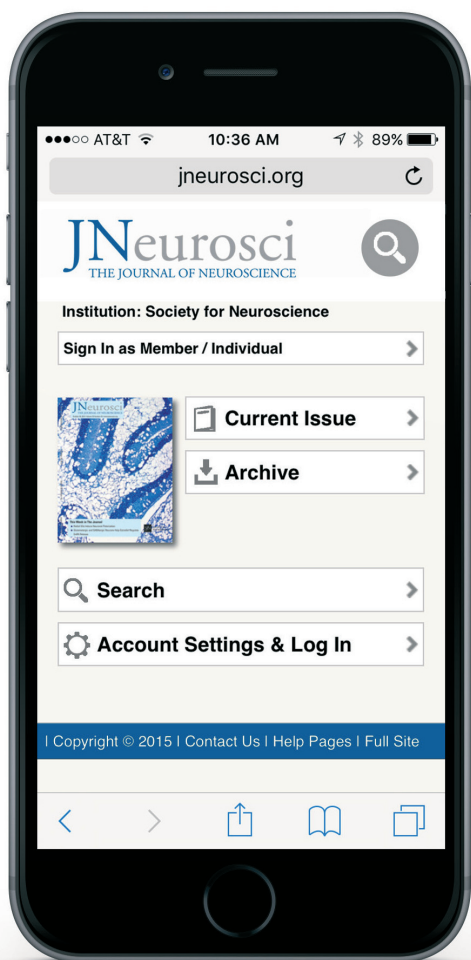 AT&T 10:36 AM 89%
jneurosci.org
JNeurosci
THE JOURNAL OF NEUROSCIENCE
Institution: Society for Neuroscience
Sign In as Member / Individual
JNeurosci
Current Issue
Archive
Search
Account Settings & Log In
| Copyright © 2015 | Contact Us | Help Pages | Full Site